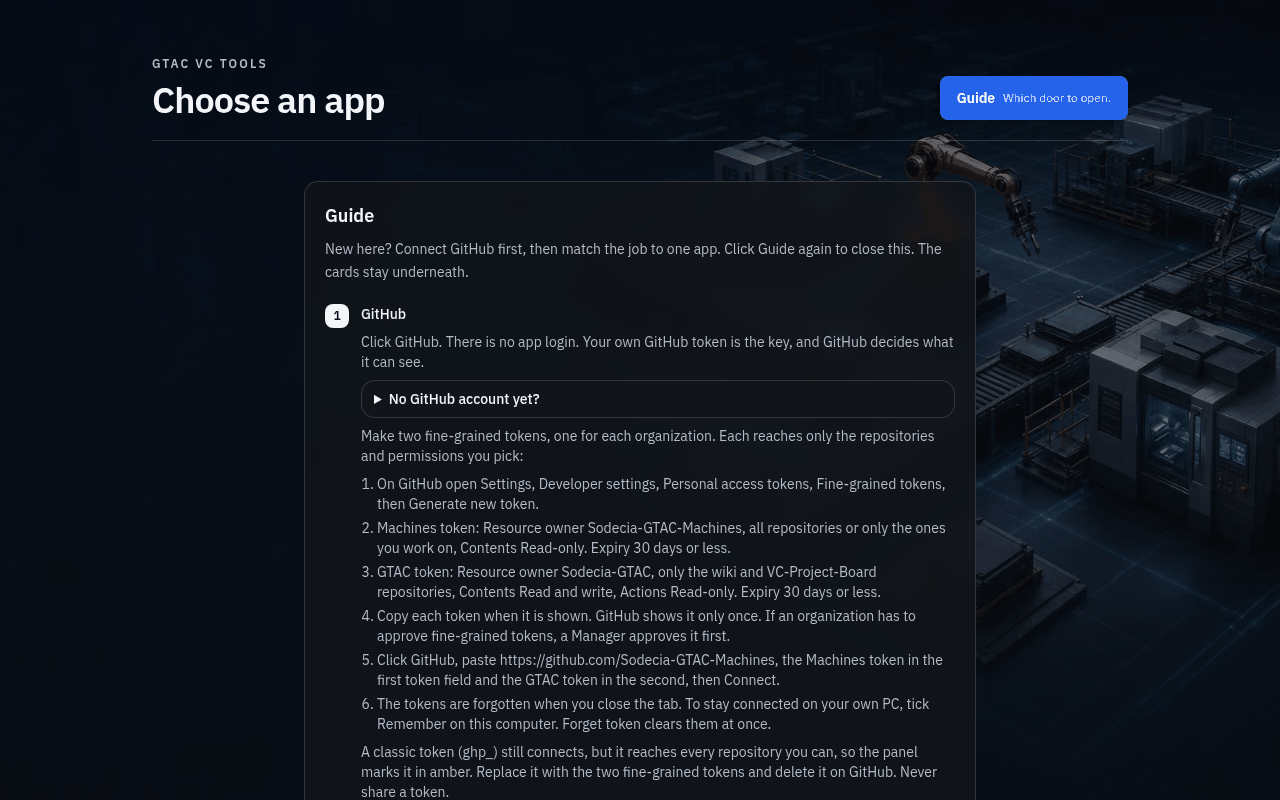 GTAC VC TOOLS
Choose an app
Guide Which door to open.
Guide
New here? Connect GitHub first, then match the job to one app. Click Guide again to close this. The
cards stay underneath.
1 GitHub
Click GitHub. There is no app login. Your own GitHub token is the key, and GitHub decides what
it can see.
▶ No GitHub account yet?
Make two fine-grained tokens, one for each organization. Each reaches only the repositories
and permissions you pick:
1. On GitHub open Settings, Developer settings, Personal access tokens, Fine-grained tokens,
then Generate new token.
2. Machines token: Resource owner Sodecia-GTAC-Machines, all repositories or only the ones
you work on, Contents Read-only. Expiry 30 days or less.
3. GTAC token: Resource owner Sodecia-GTAC, only the wiki and VC-Project-Board
repositories, Contents Read and write, Actions Read-only. Expiry 30 days or less.
4. Copy each token when it is shown. GitHub shows it only once. If an organization has to
approve fine-grained tokens, a Manager approves it first.
5. Click GitHub, paste https://github.com/Sodecia-GTAC-Machines, the Machines token in the
first token field and the GTAC token in the second, then Connect.
6. The tokens are forgotten when you close the tab. To stay connected on your own PC, tick
Remember on this computer. Forget token clears them at once.
A classic token (ghp_) still connects, but it reaches every repository you can, so the panel
marks it in amber. Replace it with the two fine-grained tokens and delete it on GitHub. Never
share a token.